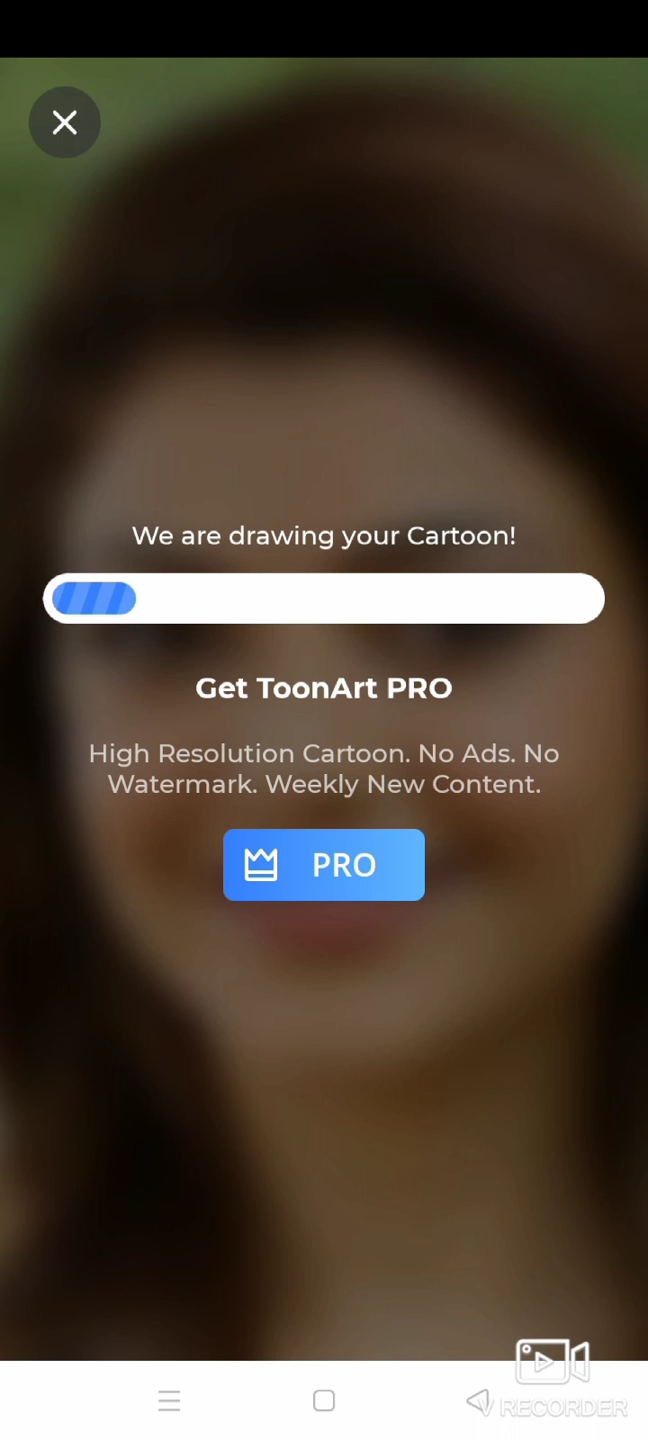 We are drawing your Cartoon!
Get ToonArt PRO
High Resolution Cartoon. No Ads. No
Watermark. Weekly New Content.
PRO
V RECORDER